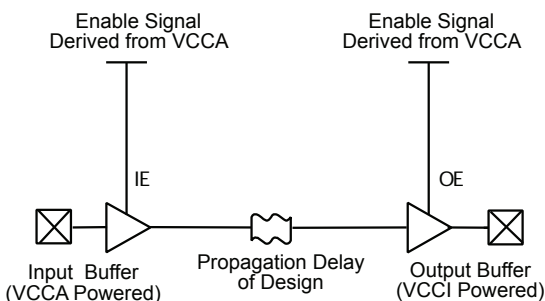 Enable Signal
Derived from VCCA
Enable Signal
Derived from VCCA
IE
OE
Input Buffer
(VCCA Powered)
Propagation Delay
of Design
Output Buffer
(VCCI Powered)